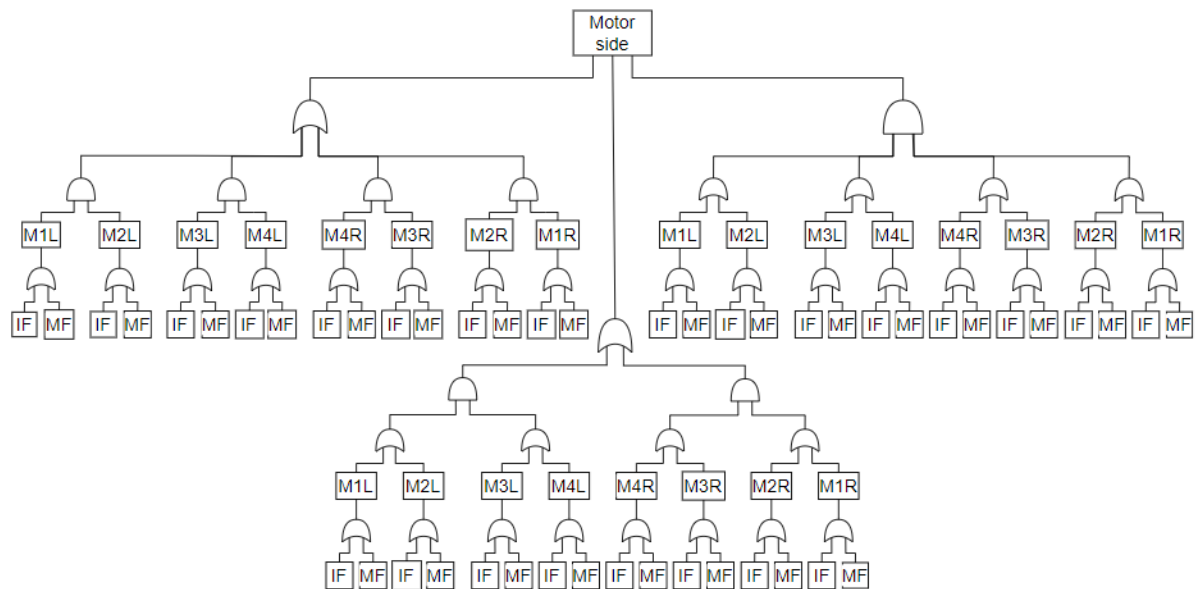 Motor
side
M1L M2L M3L M4L M4R M3R M2R M1R M1L M2L M3L M4L M4R M3R M2R M1R
IF MF IF MF IF MF IF MF IF MF IF MF IF MF IF MF IF MF IF MF IF MF IF MF IF MF IF MF IF MF IF MF
M1L M2L M3L M4L M4R M3R M2R M1R
IF MF IF MF IF MF IF MF IF MF IF MF IF MF IF MF